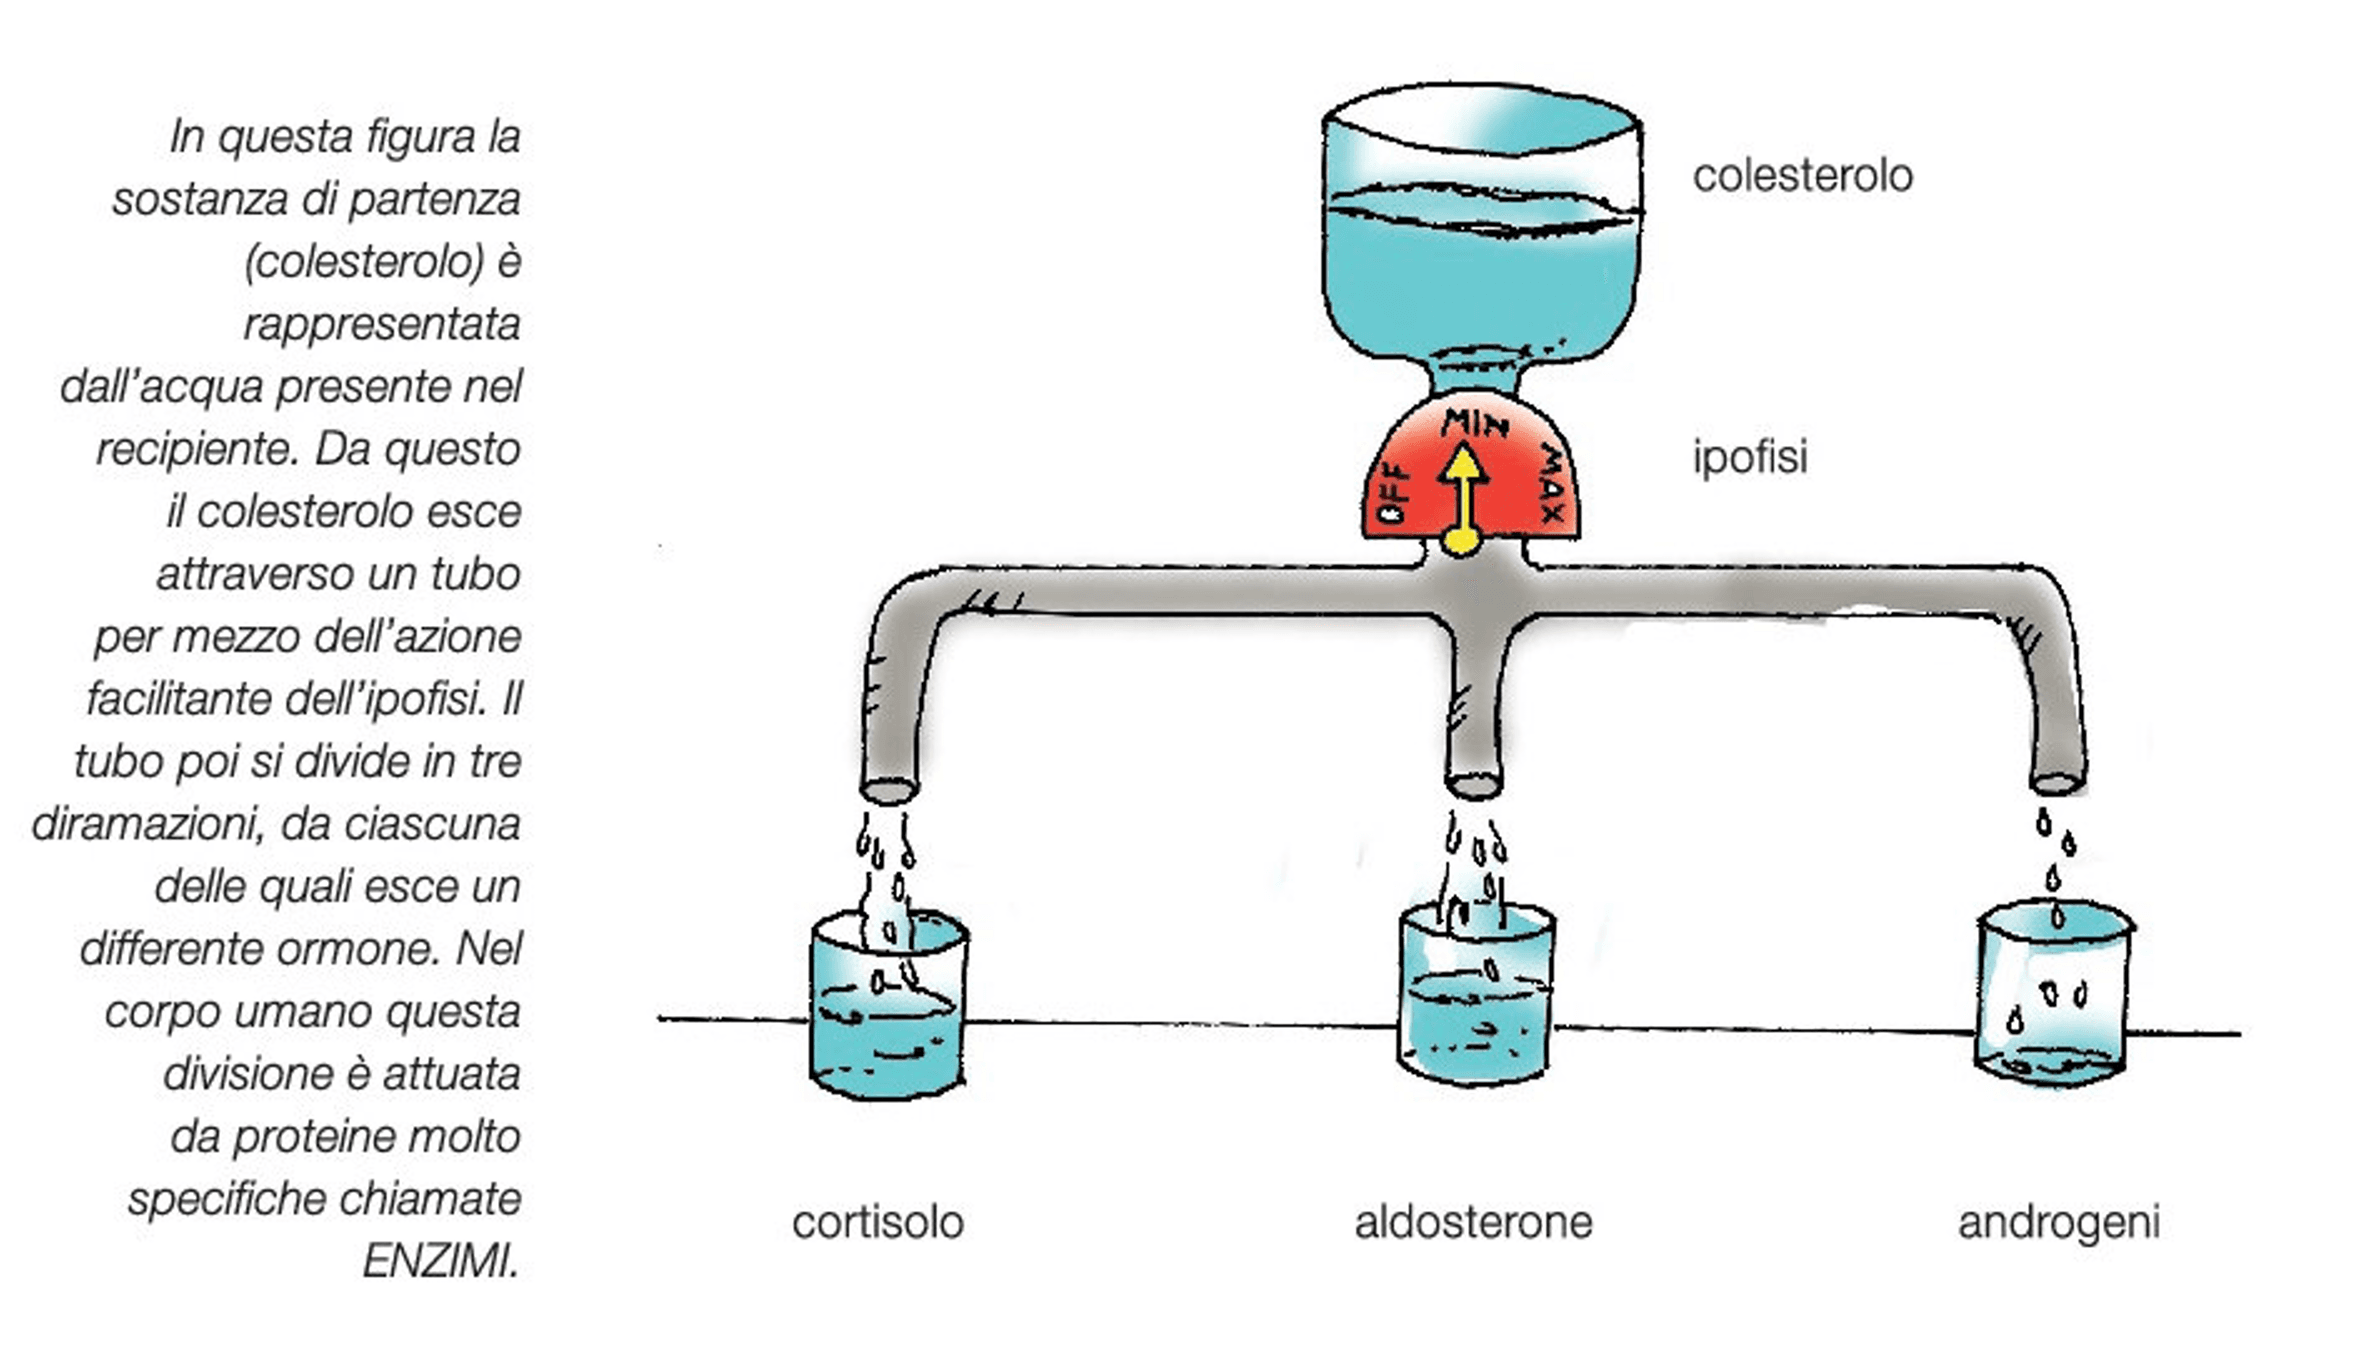 In questa figura la
sostanza di partenza
(colesterolo) è
rappresentata
dall'acqua presente nel
recipiente. Da questo
il colesterolo esce
attraverso un tubo
per mezzo dell'azione
facilitante dell'ipofisi. Il
tubo poi si divide in tre
diramazioni, da ciascuna
delle quali esce un
differente ormone. Nel
corpo umano questa
divisione è attuata
da proteine molto
specifiche chiamate
ENZIMI.
colesterolo
MIN
OFF
MAX
ipofisi
cortisolo
aldosterone
androgeni